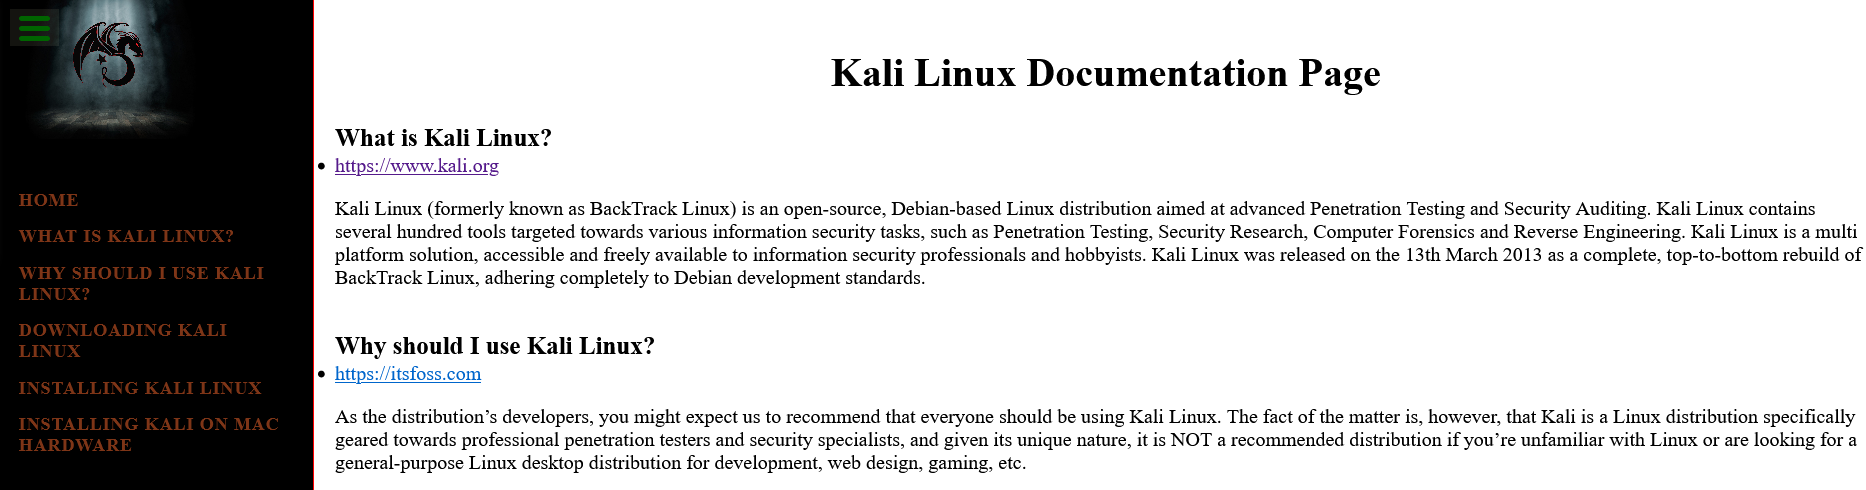 HOME
WHAT IS KALI LINUX?
WHY SHOULD I USE KALI
LINUX?
DOWNLOADING KALI
LINUX
INSTALLING KALI LINUX
INSTALLING KALI ON MAC
HARDWARE
Kali Linux Documentation Page
What is Kali Linux?
https://www.kali.org
Kali Linux (formerly known as BackTrack Linux) is an open-source, Debian-based Linux distribution aimed at advanced Penetration Testing and Security Auditing. Kali Linux contains
several hundred tools targeted towards various information security tasks, such as Penetration Testing, Security Research, Computer Forensics and Reverse Engineering. Kali Linux is a multi
platform solution, accessible and freely available to information security professionals and hobbyists. Kali Linux was released on the 13th March 2013 as a complete, top-to-bottom rebuild of
BackTrack Linux, adhering completely to Debian development standards.
Why should I use Kali Linux?
https://itsfoss.com
As the distribution’s developers, you might expect us to recommend that everyone should be using Kali Linux. The fact of the matter is, however, that Kali is a Linux distribution specifically
geared towards professional penetration testers and security specialists, and given its unique nature, it is NOT a recommended distribution if you’re unfamiliar with Linux or are looking for a
general-purpose Linux desktop distribution for development, web design, gaming, etc.